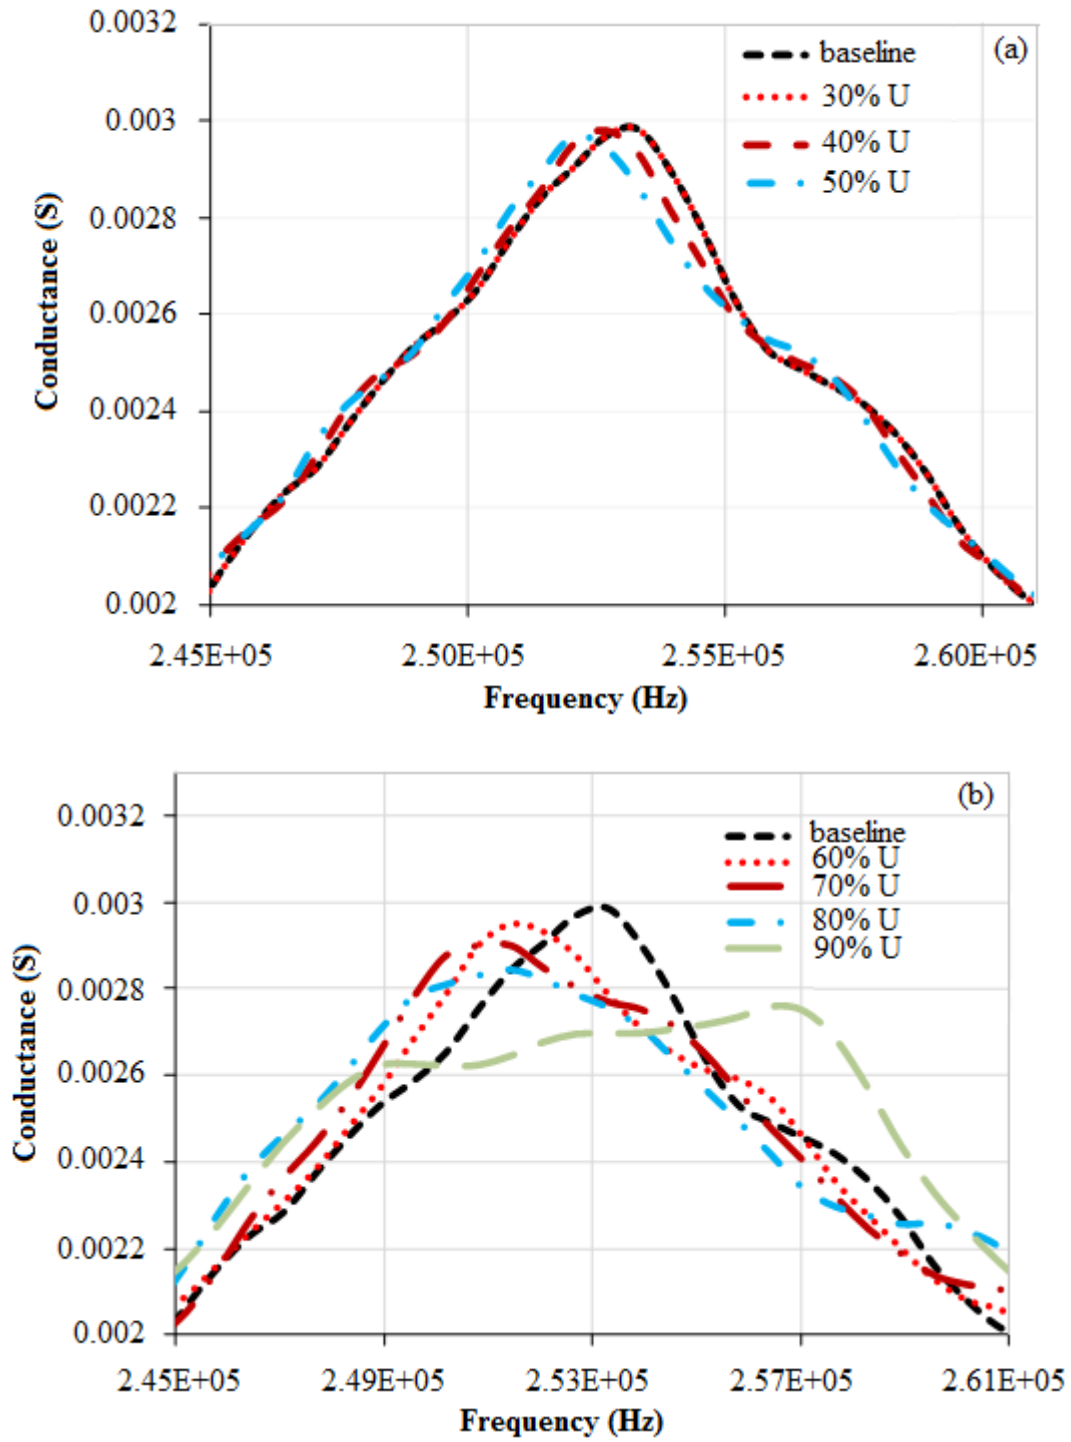 0.0032
(a)
baseline
30% U
40% U
50% U
0.003
0.0028
0.0026
0.0024
0.0022
0.002
Conductance (S)
2.45E+05 2.50E+05 2.55E+05 2.60E+05
Frequency (Hz)
(b)
0.0032
baseline
60% U
70% U
80% U
90% U
0.003
0.0028
0.0026
0.0024
0.0022
0.002
Conductance (S)
2.45E+05 2.49E+05 2.53E+05 2.57E+05 2.61E+05
Frequency (Hz)